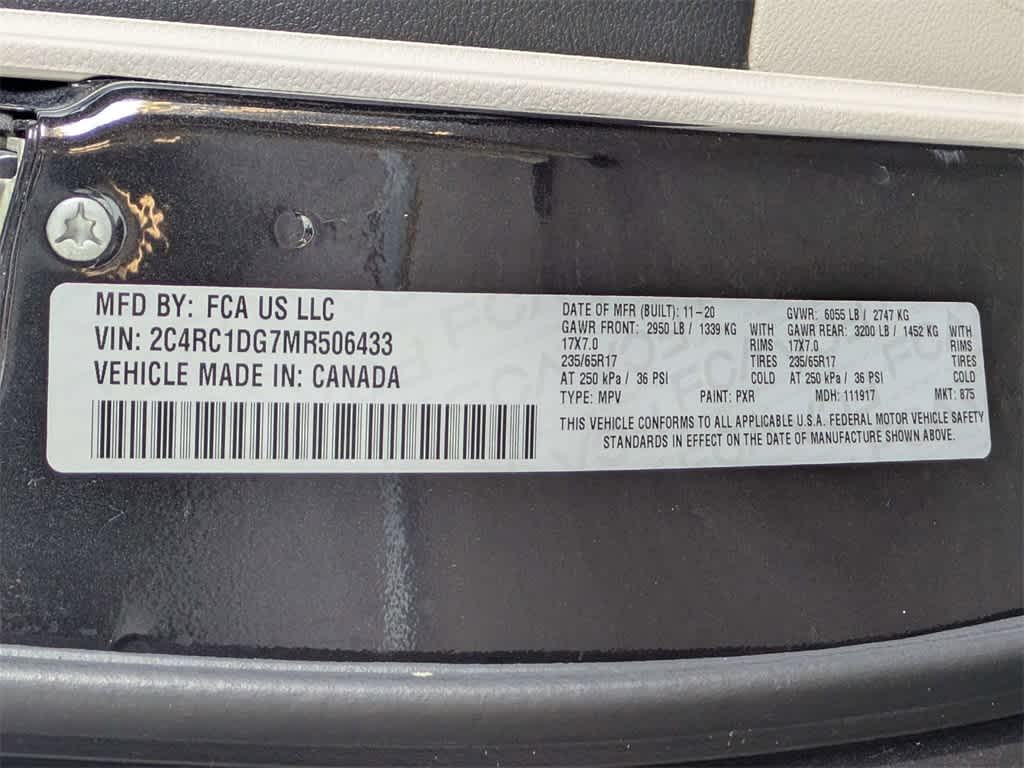 MFD BY: FCA US LLC
VIN: 2C4RC1DG7MR506433
VEHICLE MADE IN: CANADA
DATE OF MFR (BUILT): 11-20 GVWR: 6055 LB / 2747 KG
GAWR FRONT: 2950 LB / 1339 KG WITH GAWR REAR: 3200 LB / 1452 KG WITH
17X7.0 RIMS 17X7.0 RIMS
235/65R17 TIRES 235/65R17 TIRES
AT 250 kPa / 36 PSI COLD AT 250 kPa / 36 PSI COLD
TYPE: MPV PAINT: PXR MDH: 111917 MKT: 875
THIS VEHICLE CONFORMS TO ALL APPLICABLE U.S.A. FEDERAL MOTOR VEHICLE SAFETY
STANDARDS IN EFFECT ON THE DATE OF MANUFACTURE SHOWN ABOVE.